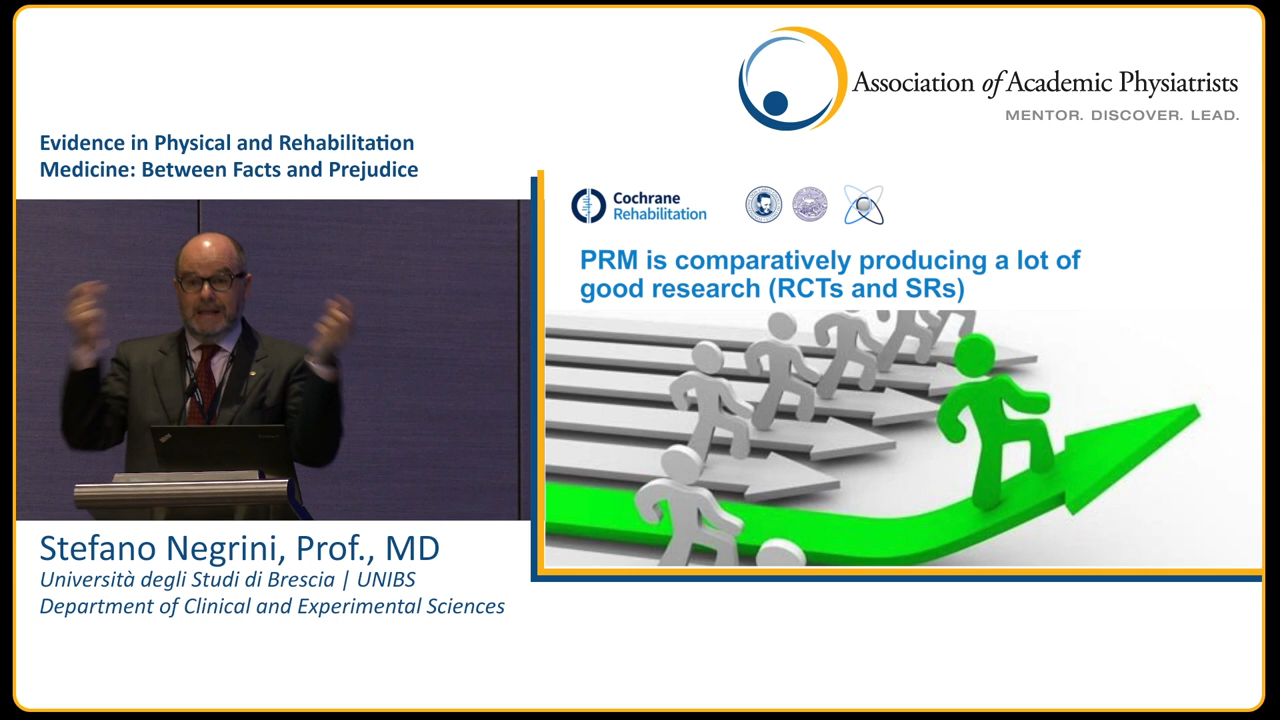 Association of Academic Physiatrists
MENTOR. DISCOVER. LEAD.
Evidence in Physical and Rehabilitation
Medicine: Between Facts and Prejudice
Cochrane
Rehabilitation
PRM is comparatively producing a lot of
good research (RCTs and SRs)
Stefano Negrini, Prof., MD
Università degli Studi di Brescia | UNIBS
Department of Clinical and Experimental Sciences